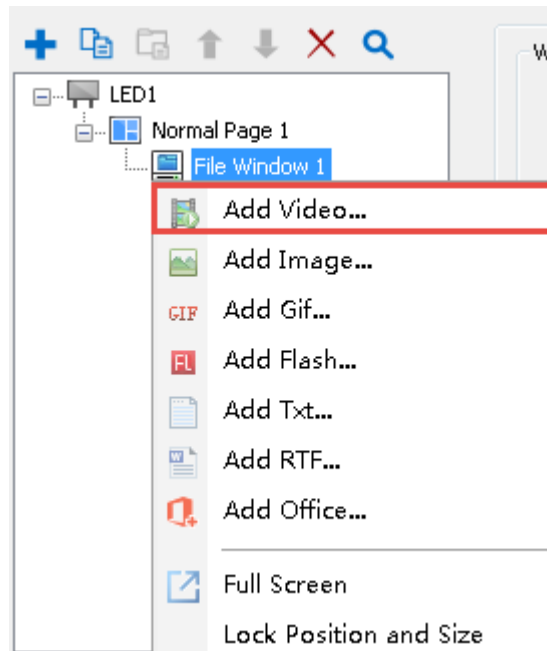 W
LED1
Normal Page 1
File Window 1
Add Video...
Add Image...
GIF Add Gif...
FL Add Flash...
Add Txt...
W Add RTF...
Add Office...
Full Screen
Lock Position and Size